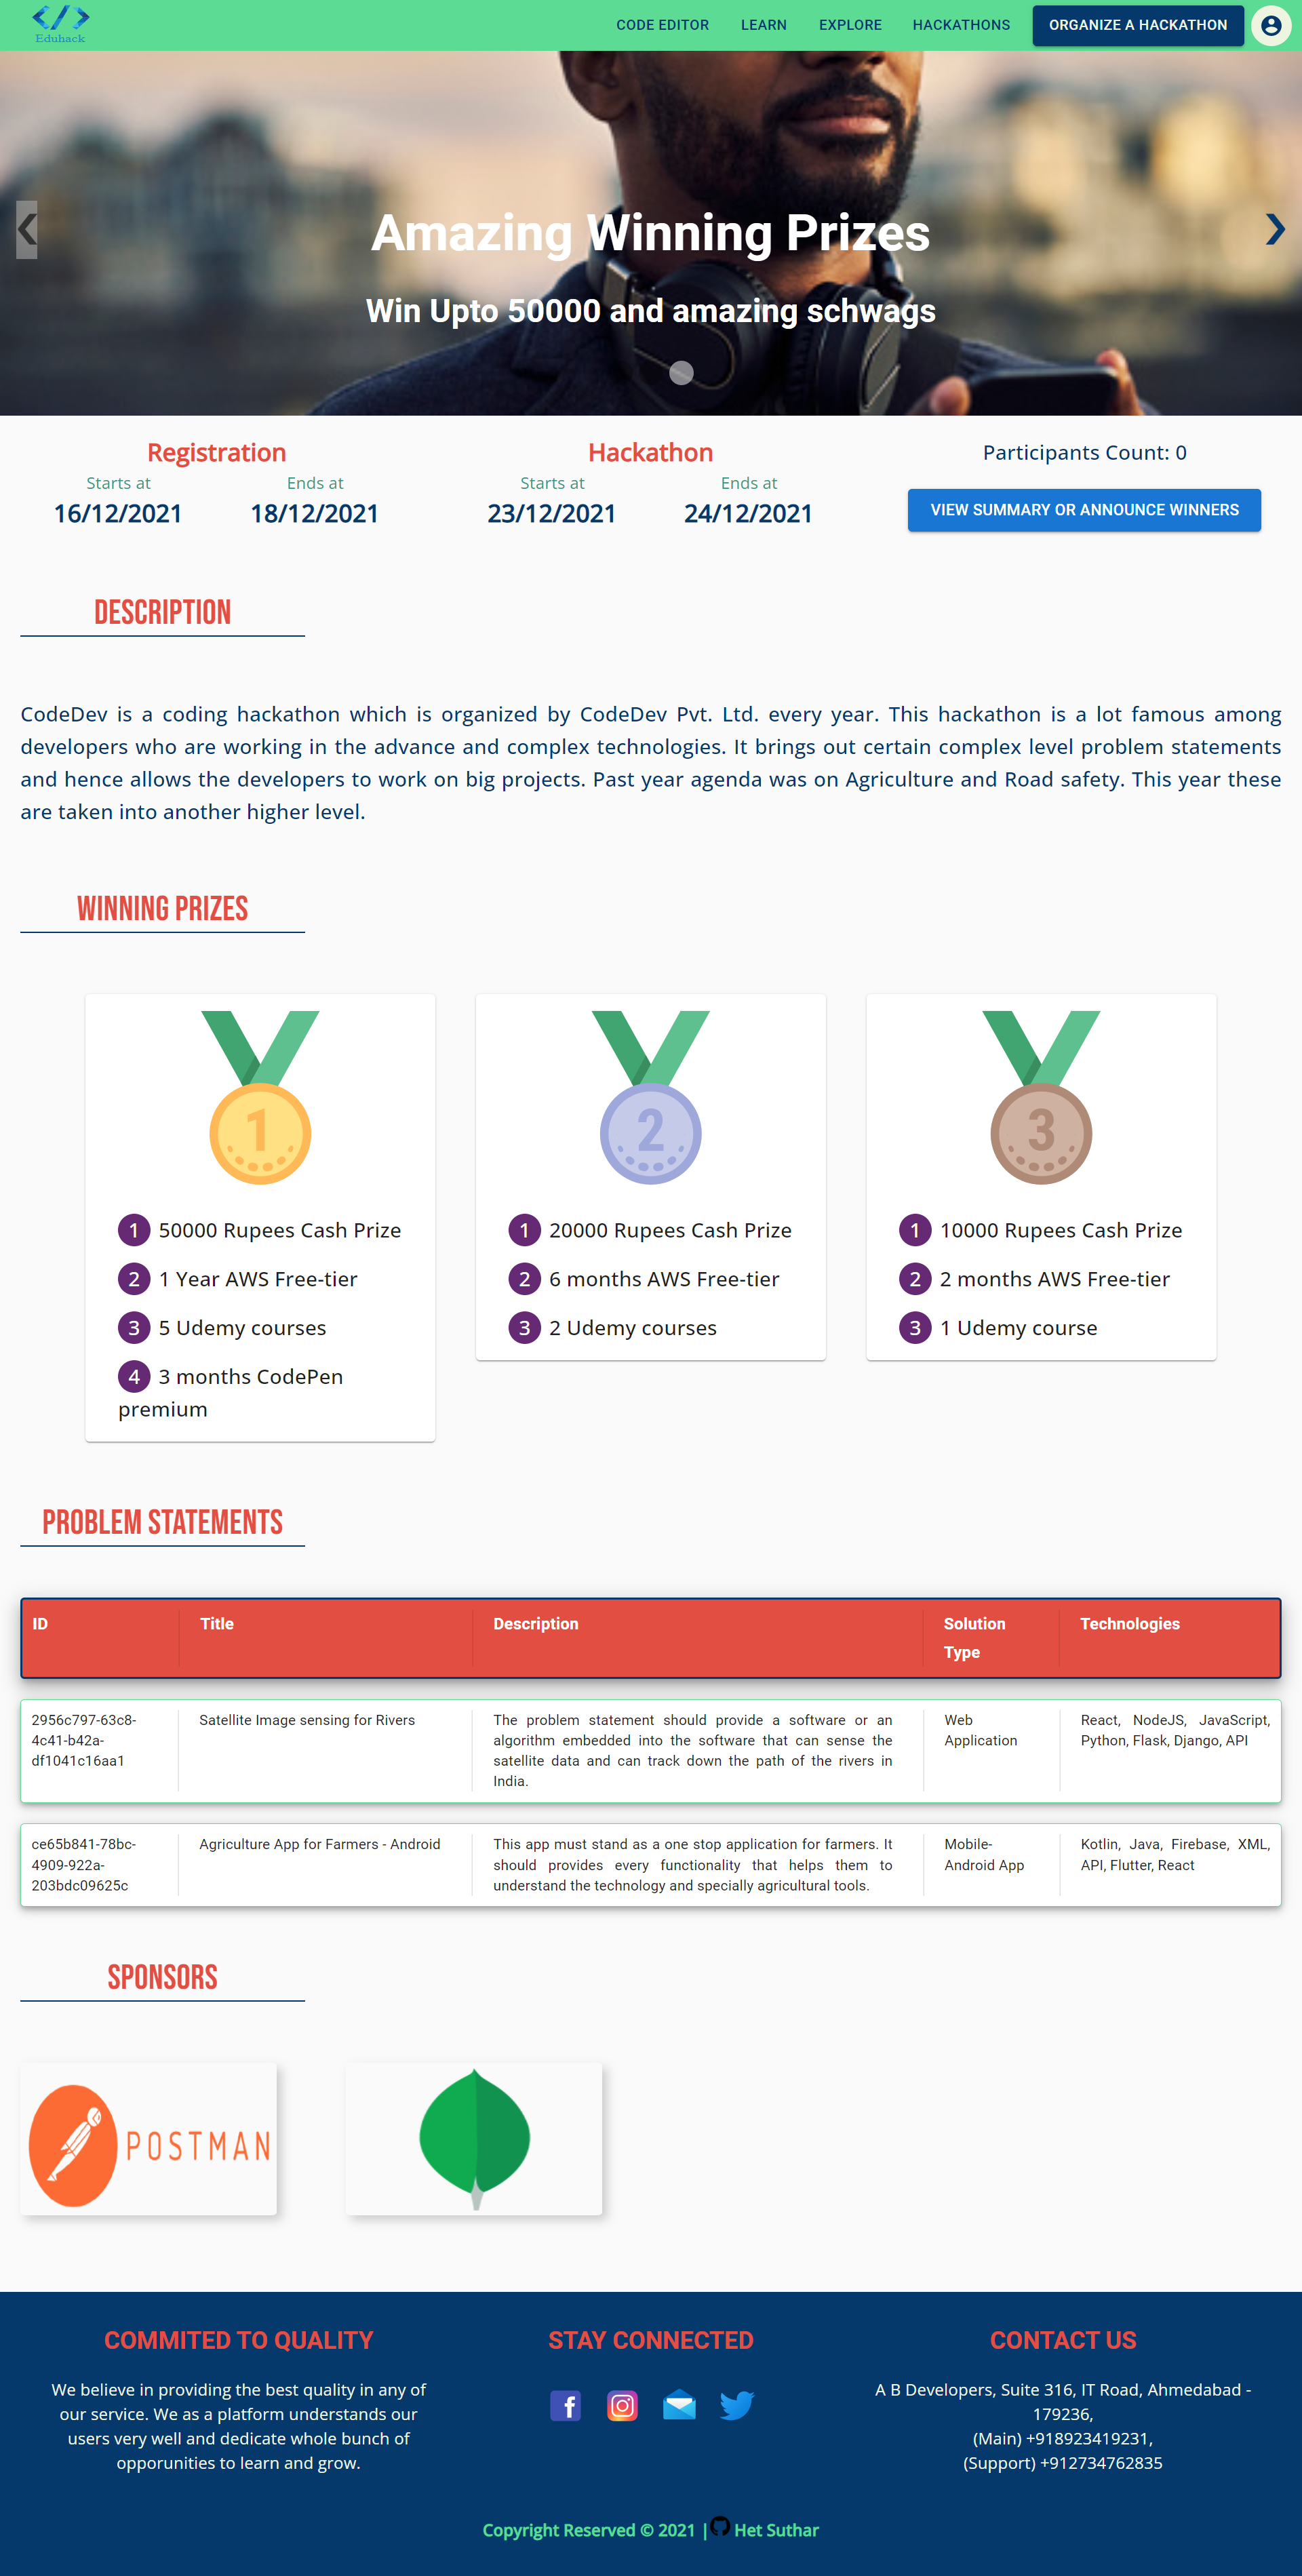 Eduhack
CODE EDITOR LEARN EXPLORE HACKATHONS ORGANIZE A HACKATHON
Amazing Winning Prizes
Win Upto 50000 and amazing schwags
Registration
Starts at Ends at
16/12/2021 18/12/2021
Hackathon
Starts at Ends at
23/12/2021 24/12/2021
Participants Count: 0
VIEW SUMMARY OR ANNOUNCE WINNERS
DESCRIPTION
CodeDev is a coding hackathon which is organized by CodeDev Pvt. Ltd. every year. This hackathon is a lot famous among
developers who are working in the advance and complex technologies. It brings out certain complex level problem statements
and hence allows the developers to work on big projects. Past year agenda was on Agriculture and Road safety. This year these
are taken into another higher level.
WINNING PRIZES
1
1 50000 Rupees Cash Prize
2 1 Year AWS Free-tier
3 5 Udemy courses
4 3 months CodePen
premium
2
1 20000 Rupees Cash Prize
2 6 months AWS Free-tier
3 2 Udemy courses
3
1 10000 Rupees Cash Prize
2 2 months AWS Free-tier
3 1 Udemy course
PROBLEM STATEMENTS
ID
Title
Description
Solution
Type
Technologies
2956c797-63c8-
4c41-b42a-
df1041c16aa1
Satellite Image sensing for Rivers
The problem statement should provide a software or an
algorithm embedded into the software that can sense the
satellite data and can track down the path of the rivers in
India.
Web
Application
React, NodeJS, JavaScript,
Python, Flask, Django, API
ce65b841-78bc-
4909-922a-
203bdc09625c
Agriculture App for Farmers - Android
This app must stand as a one stop application for farmers. It
should provides every functionality that helps them to
understand the technology and specially agricultural tools.
Mobile-
Android App
Kotlin, Java, Firebase, XML,
API, Flutter, React
SPONSORS
POSTMAN
COMMITED TO QUALITY
We believe in providing the best quality in any of
our service. We as a platform understands our
users very well and dedicate whole bunch of
opporunities to learn and grow.
STAY CONNECTED
CONTACT US
A B Developers, Suite 316, IT Road, Ahmedabad -
179236,
(Main) +918923419231,
(Support) +912734762835
Copyright Reserved © 2021 | Het Suthar